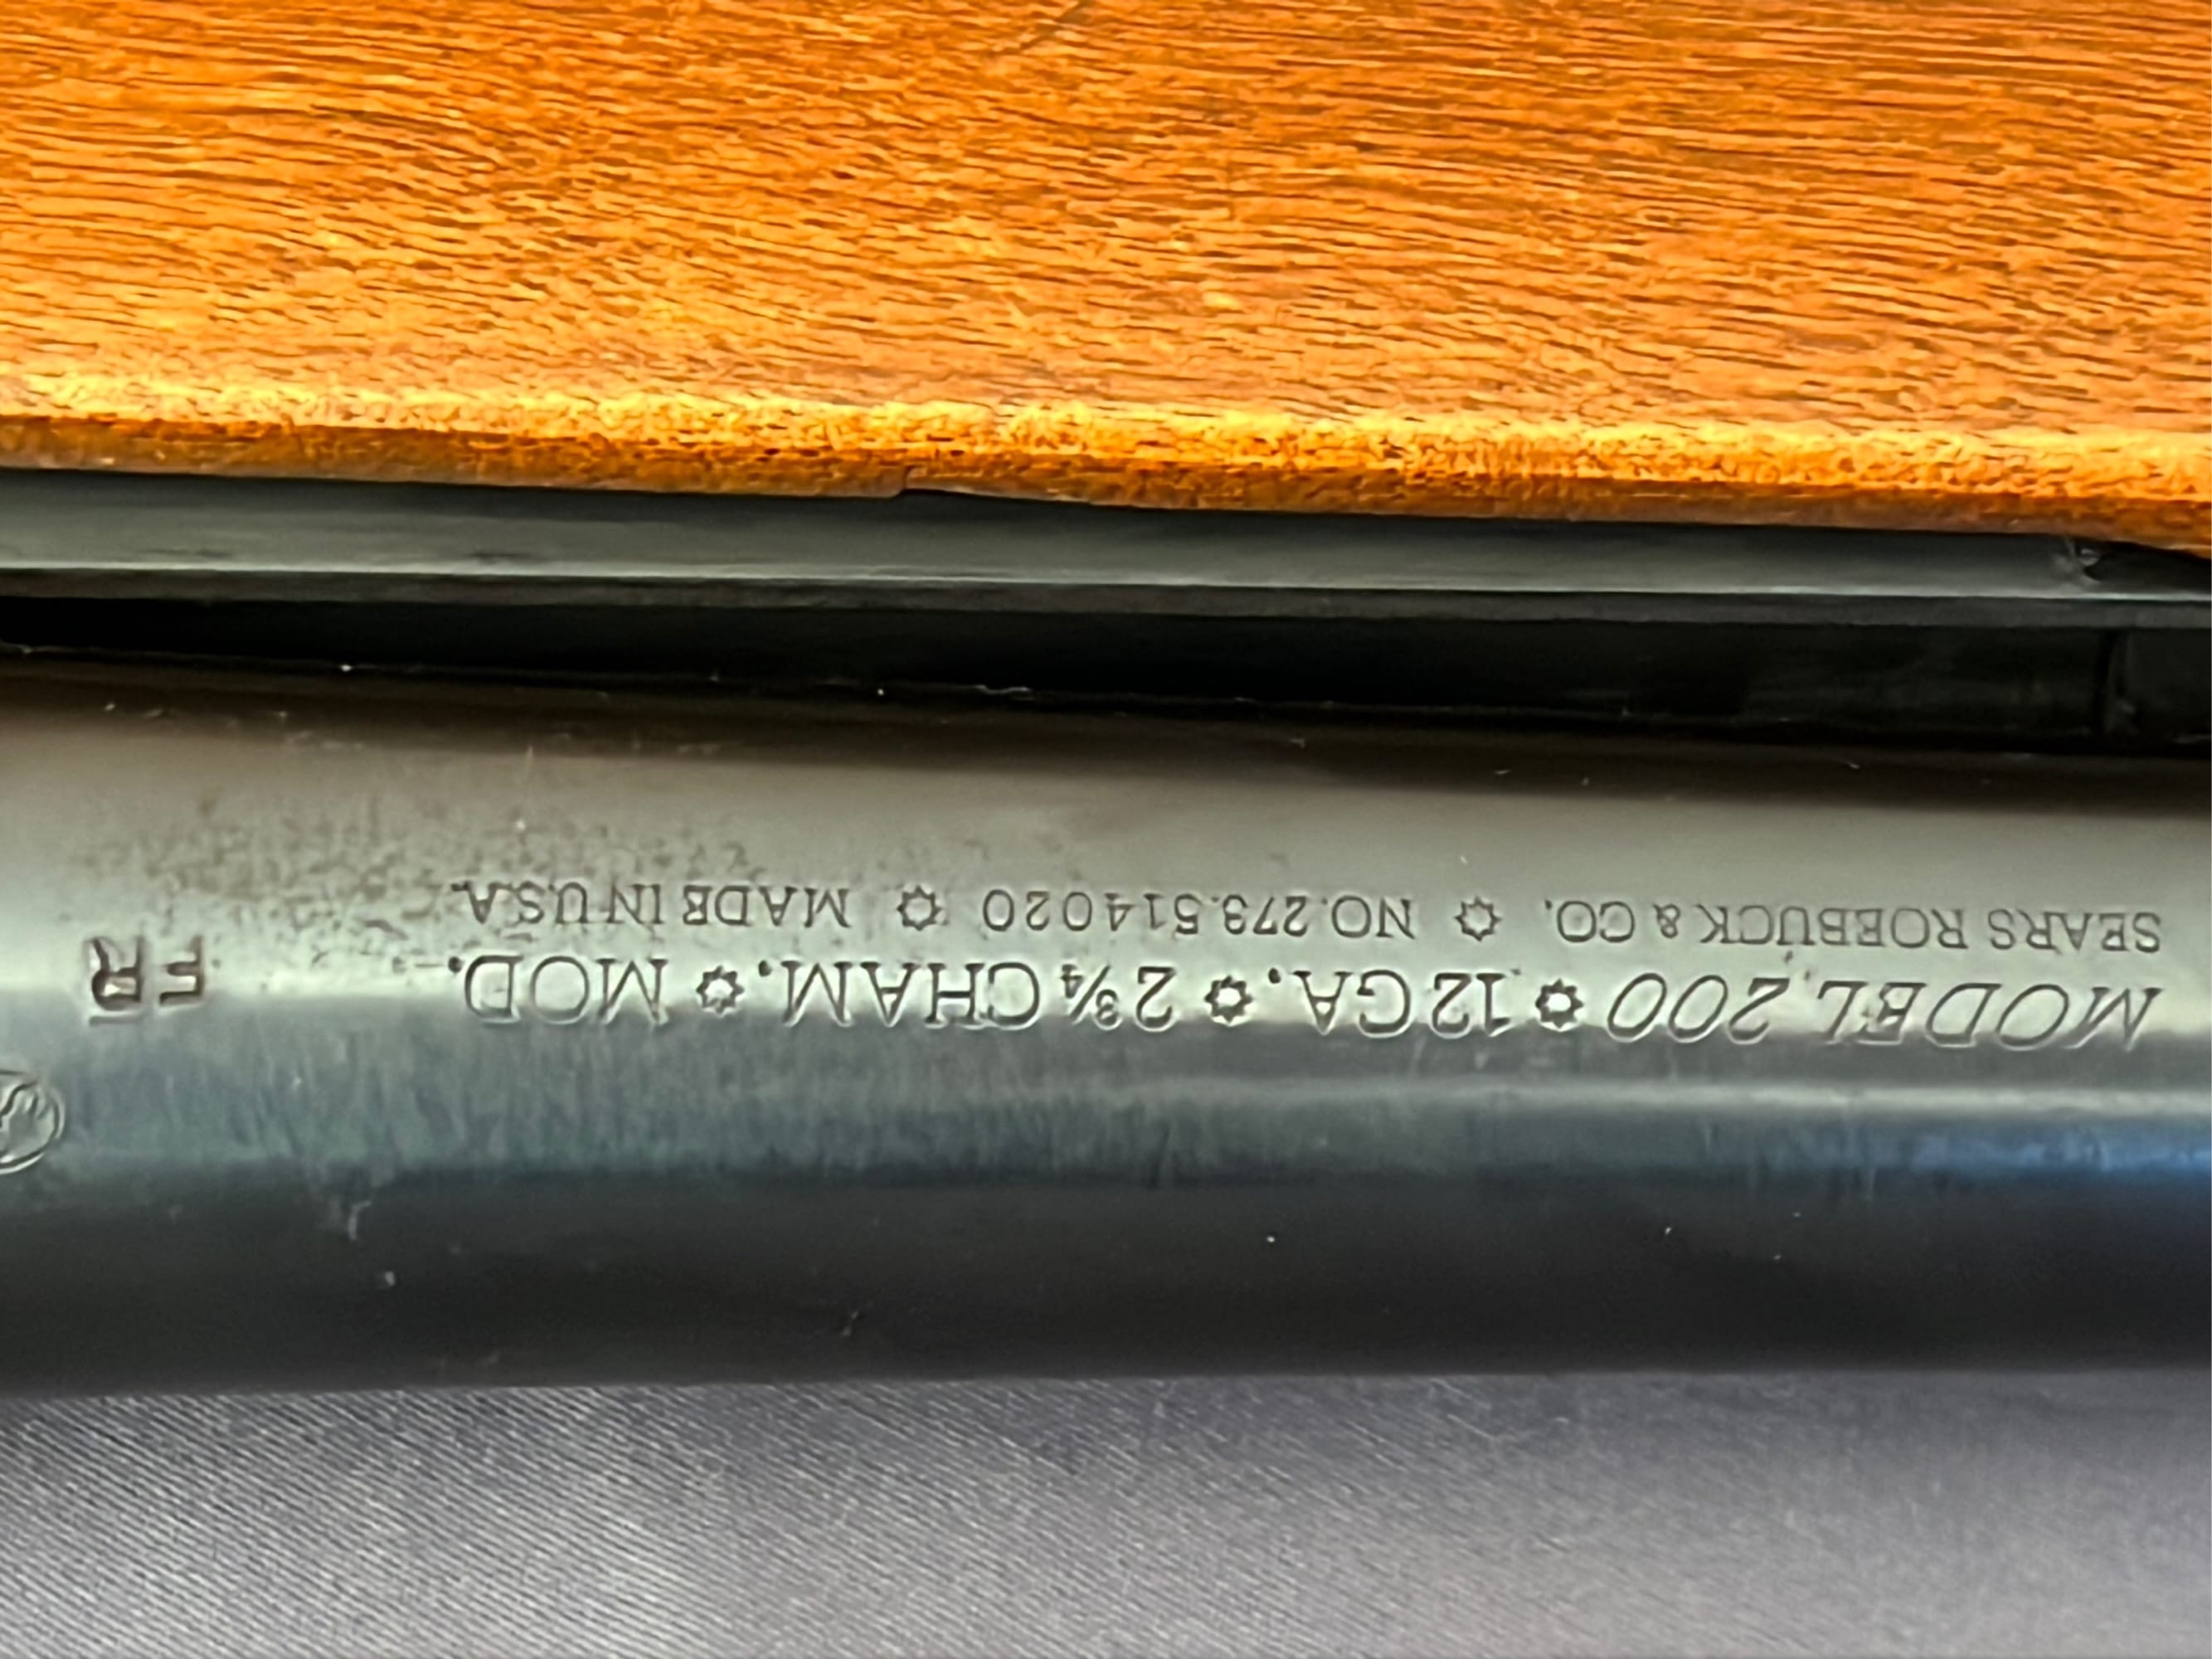 MODEL 200 ✵ 12 GA. ✵ 2¾ CHAM. ✵ MOD.
SEARS ROEBUCK & CO. ✵ NO. 273.514020 ✵ MADE IN U.S.A.
FR